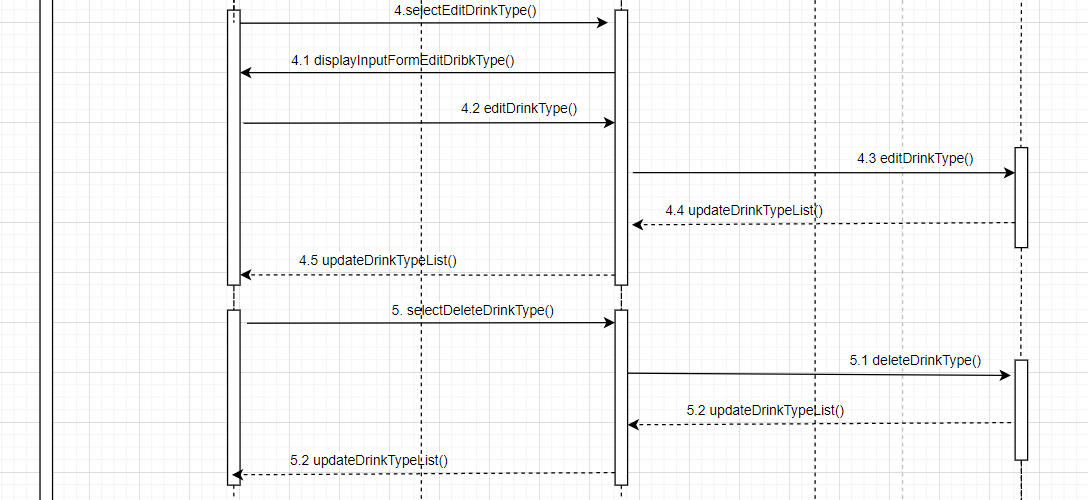 4.selectEditDrinkType()
4.1 displayInputFormEditDribkType()
4.2 editDrinkType()
4.3 editDrinkType()
4.4 updateDrinkTypeList()
4.5 updateDrinkTypeList()
5. selectDeleteDrinkType()
5.1 deleteDrinkType()
5.2 updateDrinkTypeList()
5.2 updateDrinkTypeList()